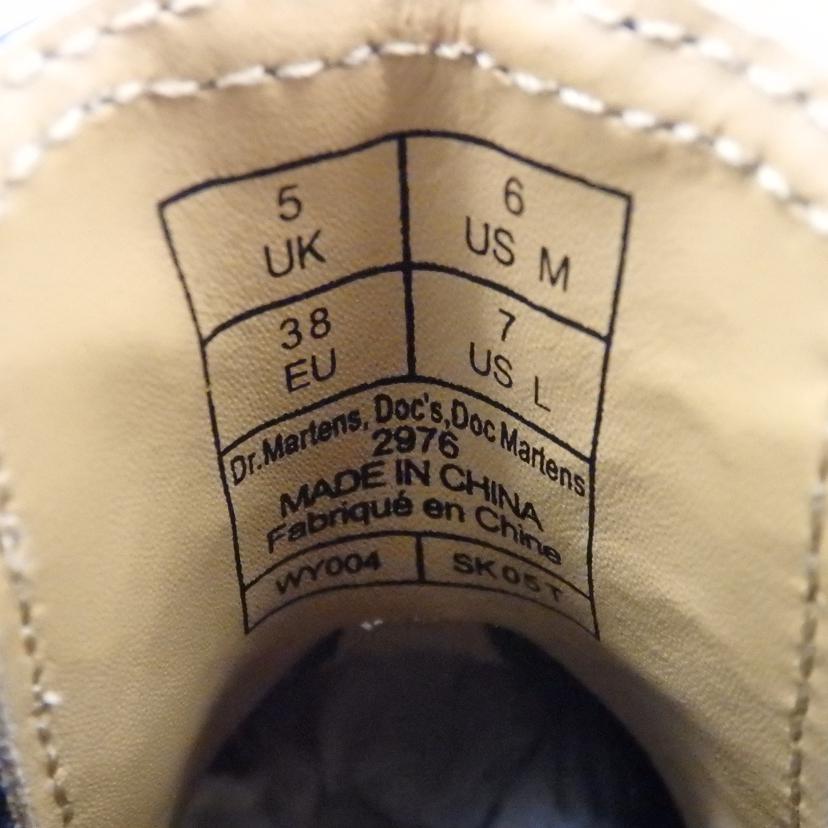 5 UK
6 US M
38 EU
7 US L
Dr.Martens, Doc's,Doc Martens
2976
MADE IN CHINA
Fabriqué en Chine
WY004
SK05T